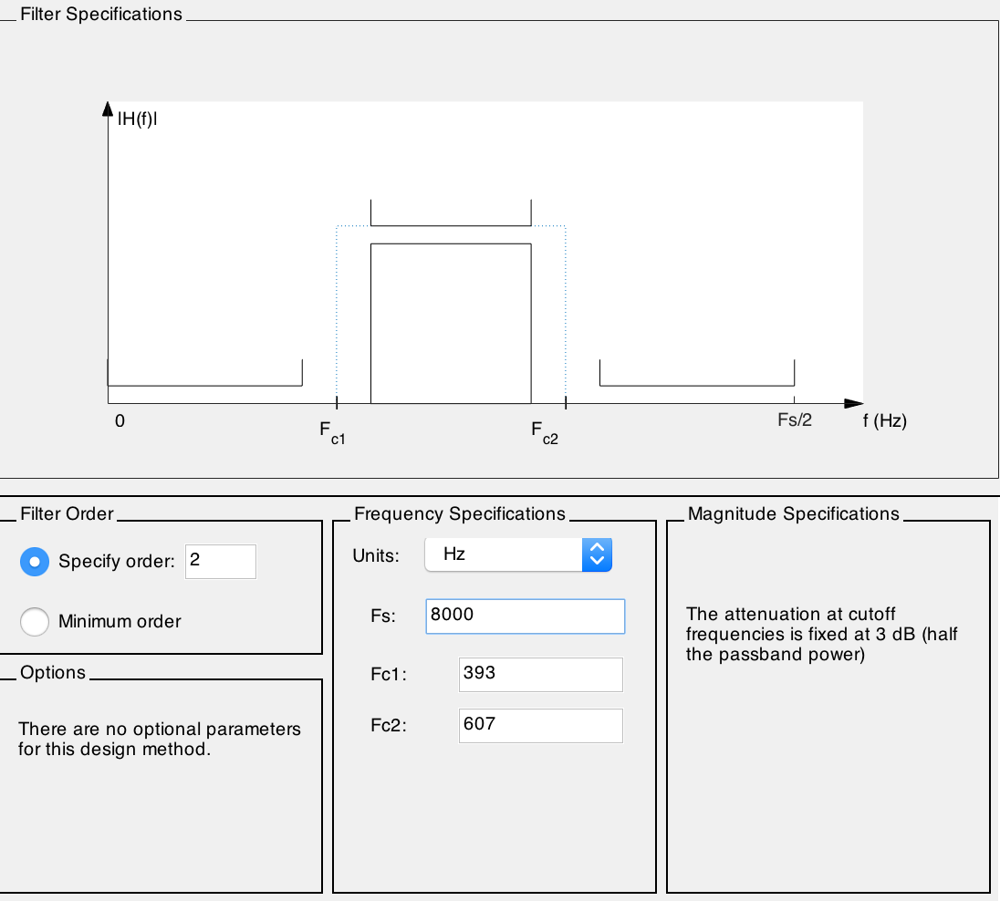 Filter Specifications
|H(f)|
0
Fc1
Fc2
Fs/2
f (Hz)
Filter Order
Specify order: 2
Minimum order
Options
There are no optional parameters
for this design method.
Frequency Specifications
Units: Hz
Fs: 8000
Fc1: 393
Fc2: 607
Magnitude Specifications
The attenuation at cutoff
frequencies is fixed at 3 dB (half
the passband power)